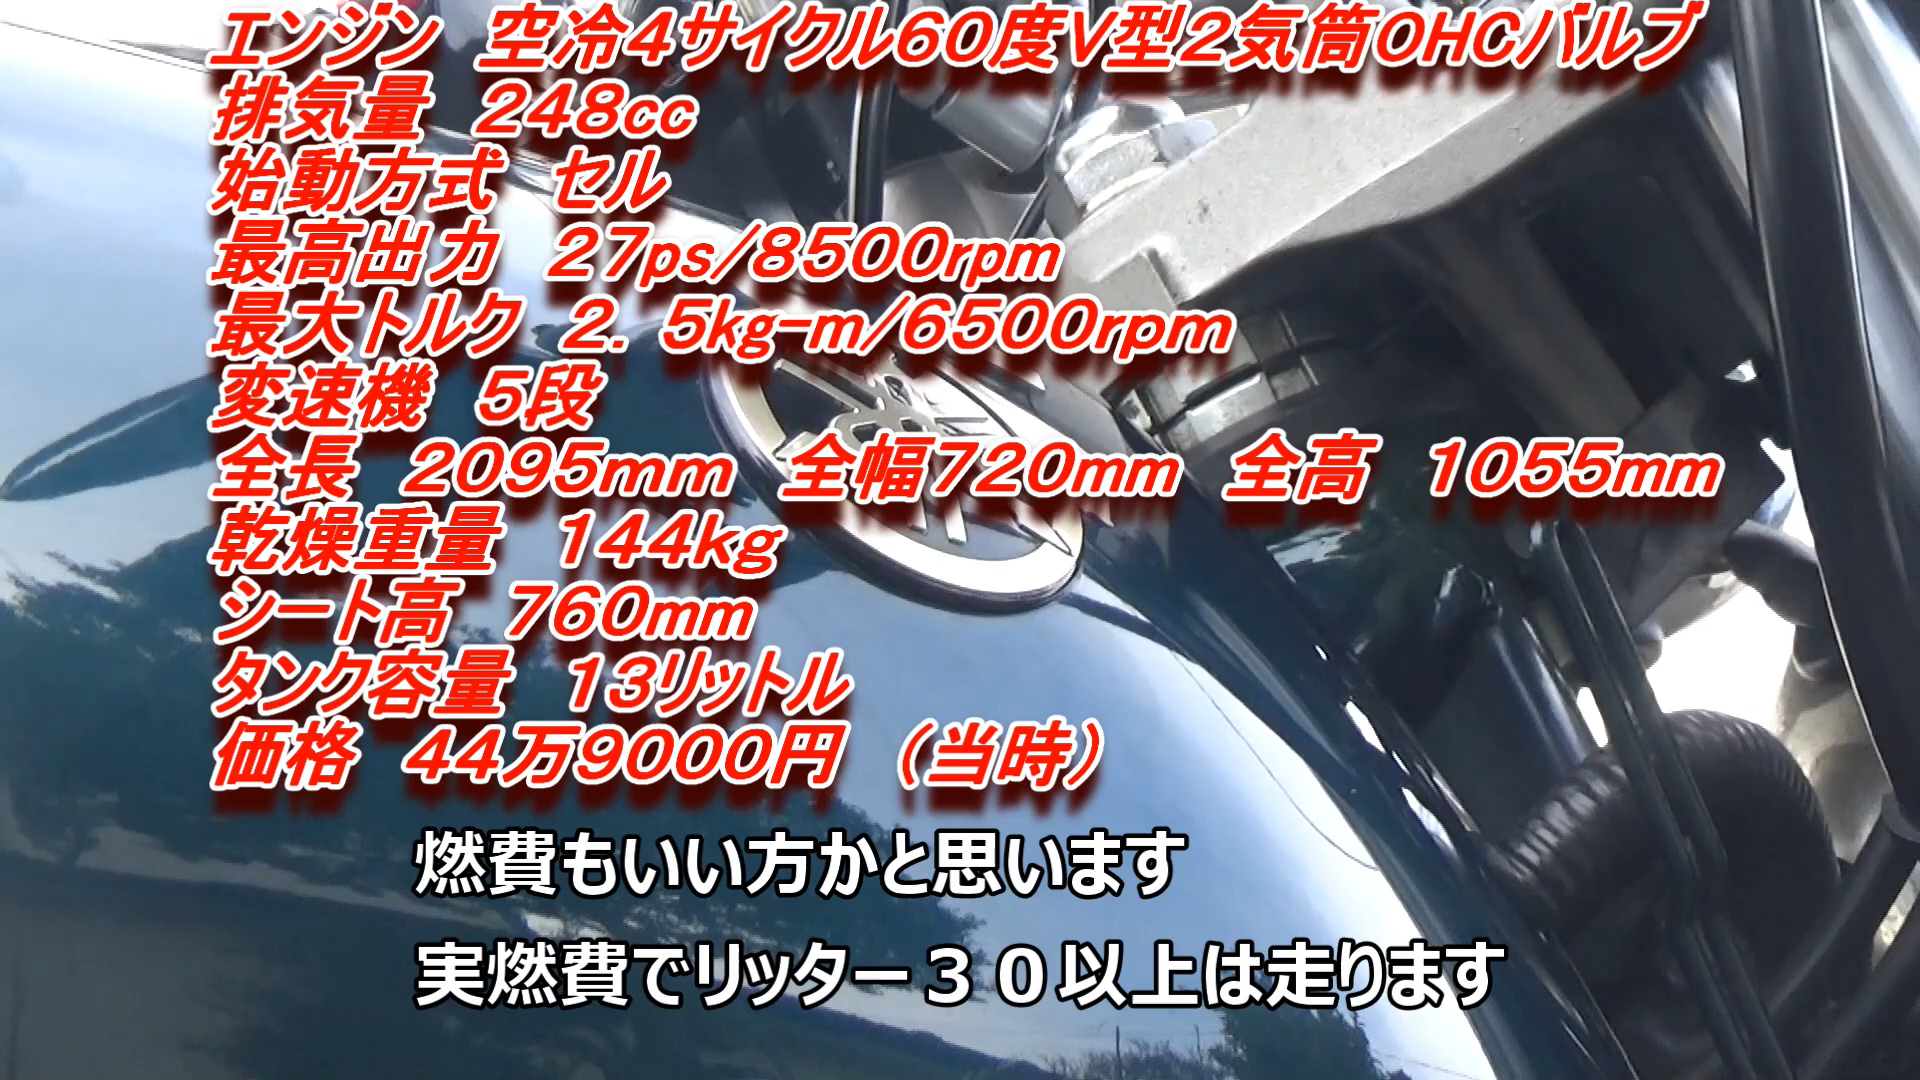 エンジン　空冷4サイクル60度V型2気筒OHCバルブ
排気量　248cc
始動方式　セル
最高出力　27ps/8500rpm
最大トルク　2．5kg-m/6500rpm
変速機　5段
全長　2095mm　全幅720mm　全高　1055mm
乾燥重量　144kg
シート高　760mm
タンク容量　13リットル
価格　44万9000円　（当時）
燃費もいい方かと思います
実燃費でリッター３０以上は走ります